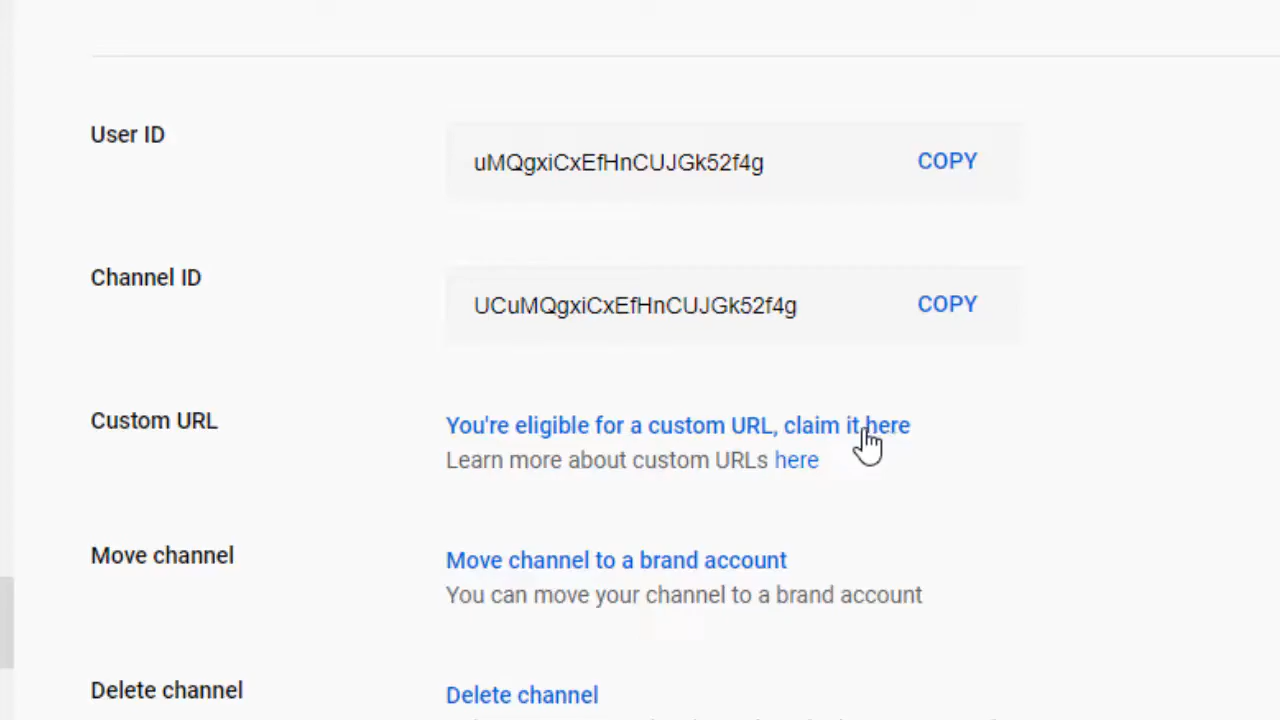 User ID
uMQgxiCxEfHnCUJGk52f4g
COPY
Channel ID
UCuMQgxiCxEfHnCUJGk52f4g
COPY
Custom URL
You're eligible for a custom URL, claim it here
Learn more about custom URLs here
Move channel
Move channel to a brand account
You can move your channel to a brand account
Delete channel
Delete channel